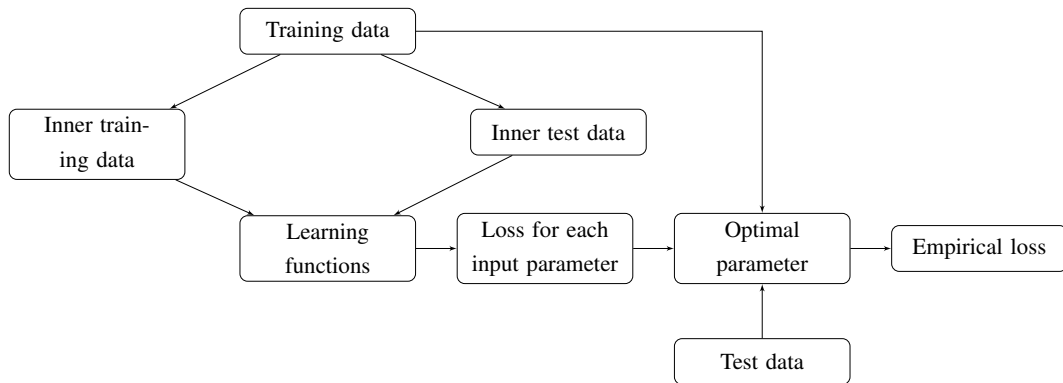 Training data
Inner train-
ing data
Inner test data
Learning
functions
Loss for each
input parameter
Optimal
parameter
Empirical loss
Test data